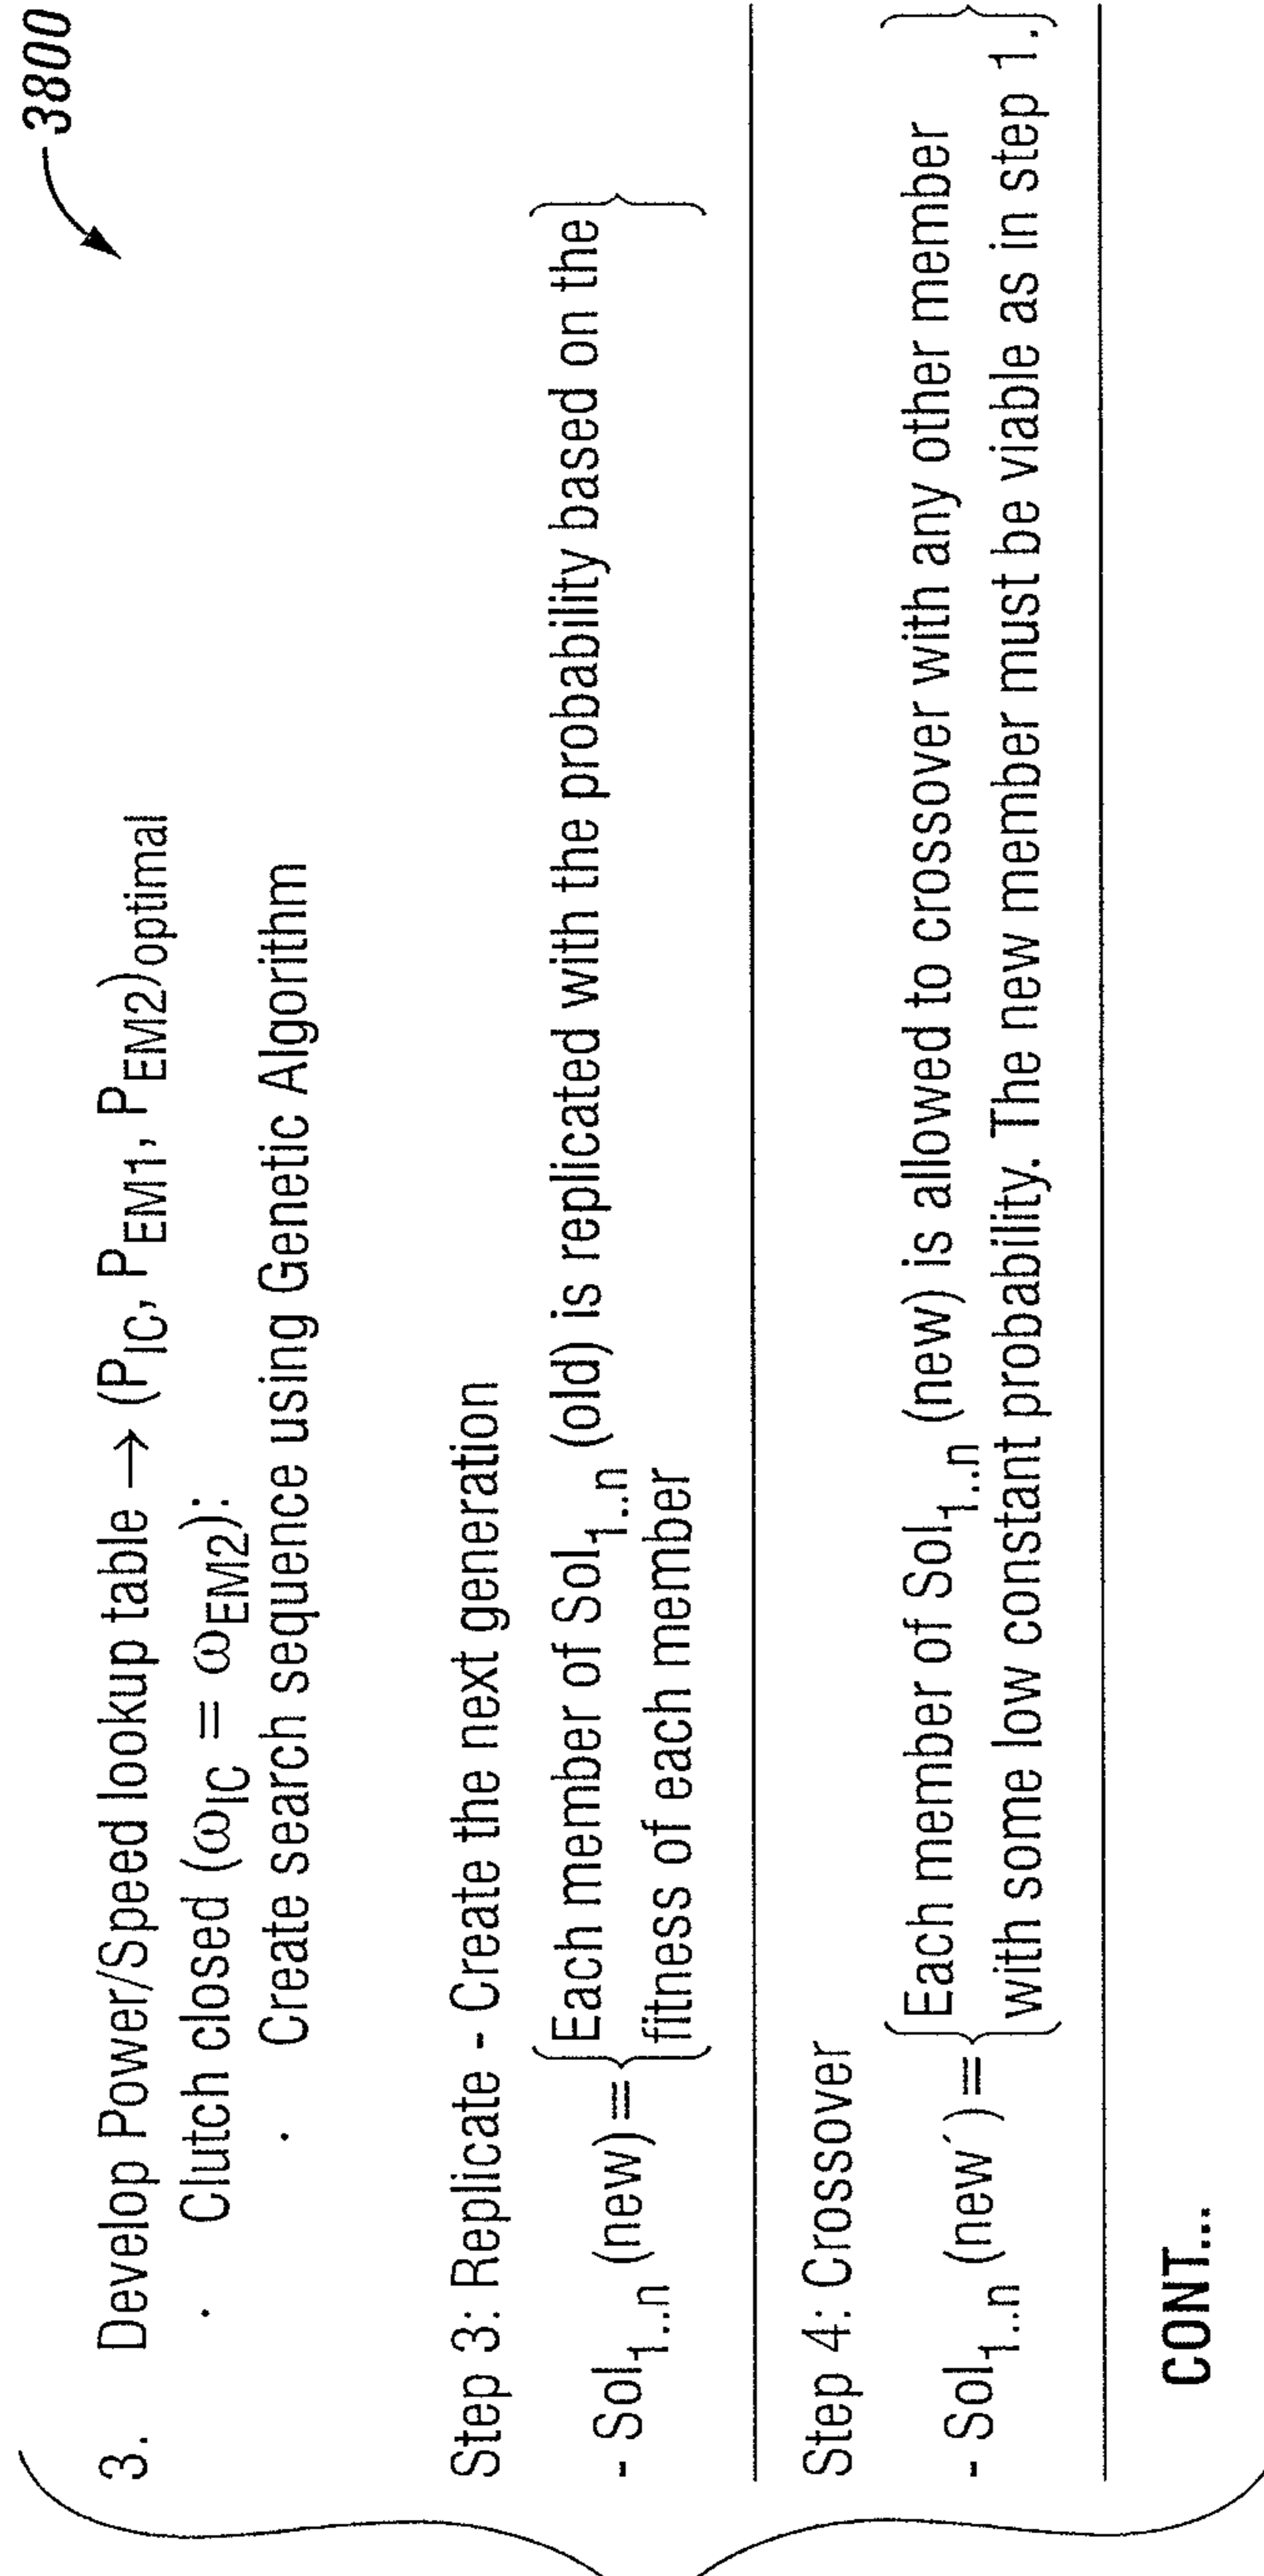 3800
3. Develop Power/Speed lookup table → (P_IC, P_EM1, P_EM2)optimal
· Clutch closed (ω_IC ≡ ω_EM2):
· Create search sequence using Genetic Algorithm
Step 3: Replicate - Create the next generation
- Sol_1..n (new) = {Each member of Sol_1..n (old) is replicated with the probability based on the
fitness of each member}
Step 4: Crossover
- Sol_1..n (new´) = {Each member of Sol_1..n (new) is allowed to crossover with any other member
with some low constant probability. The new member must be viable as in step 1.}
CONT...